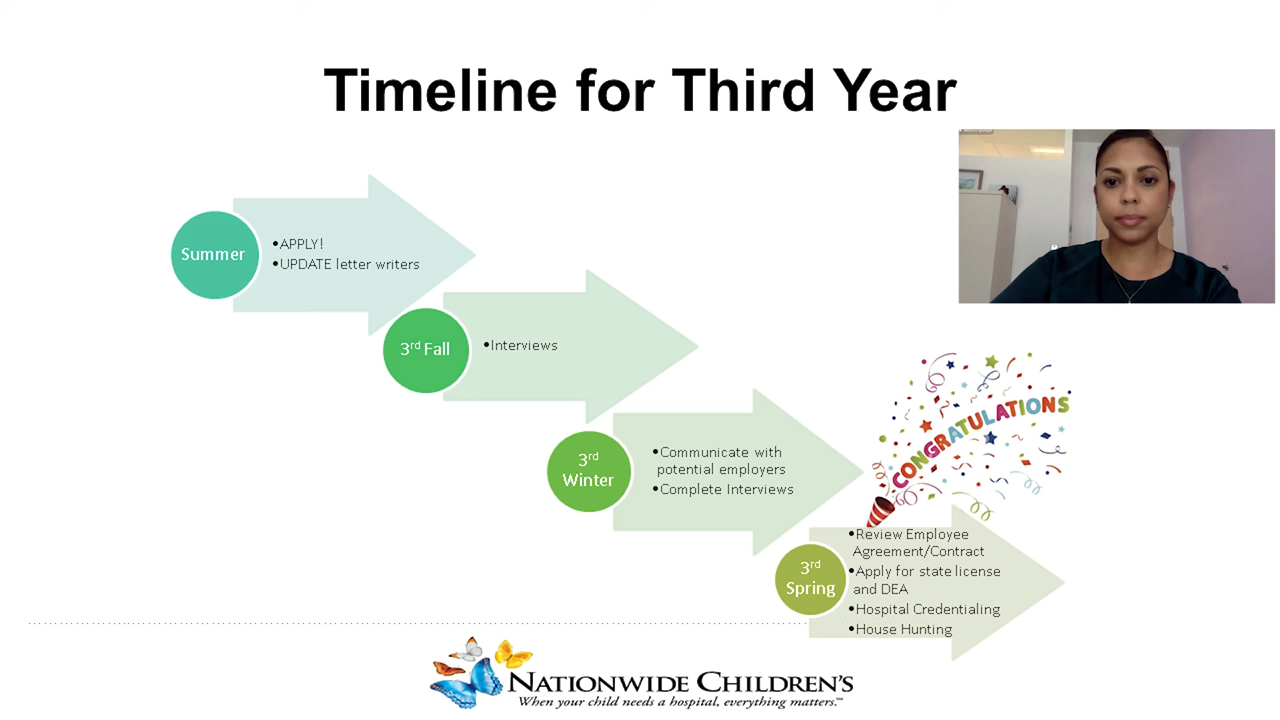 Timeline for Third Year
Summer
•APPLY!
•UPDATE letter writers
3rd Fall
•Interviews
3rd
Winter
•Communicate with
potential employers
•Complete Interviews
CONGRATULATIONS
3rd
Spring
•Review Employee
Agreement/Contract
•Apply for state license
and DEA
•Hospital Credentialing
•House Hunting
NATIONWIDE CHILDREN'S
When your child needs a hospital, everything matters.℠